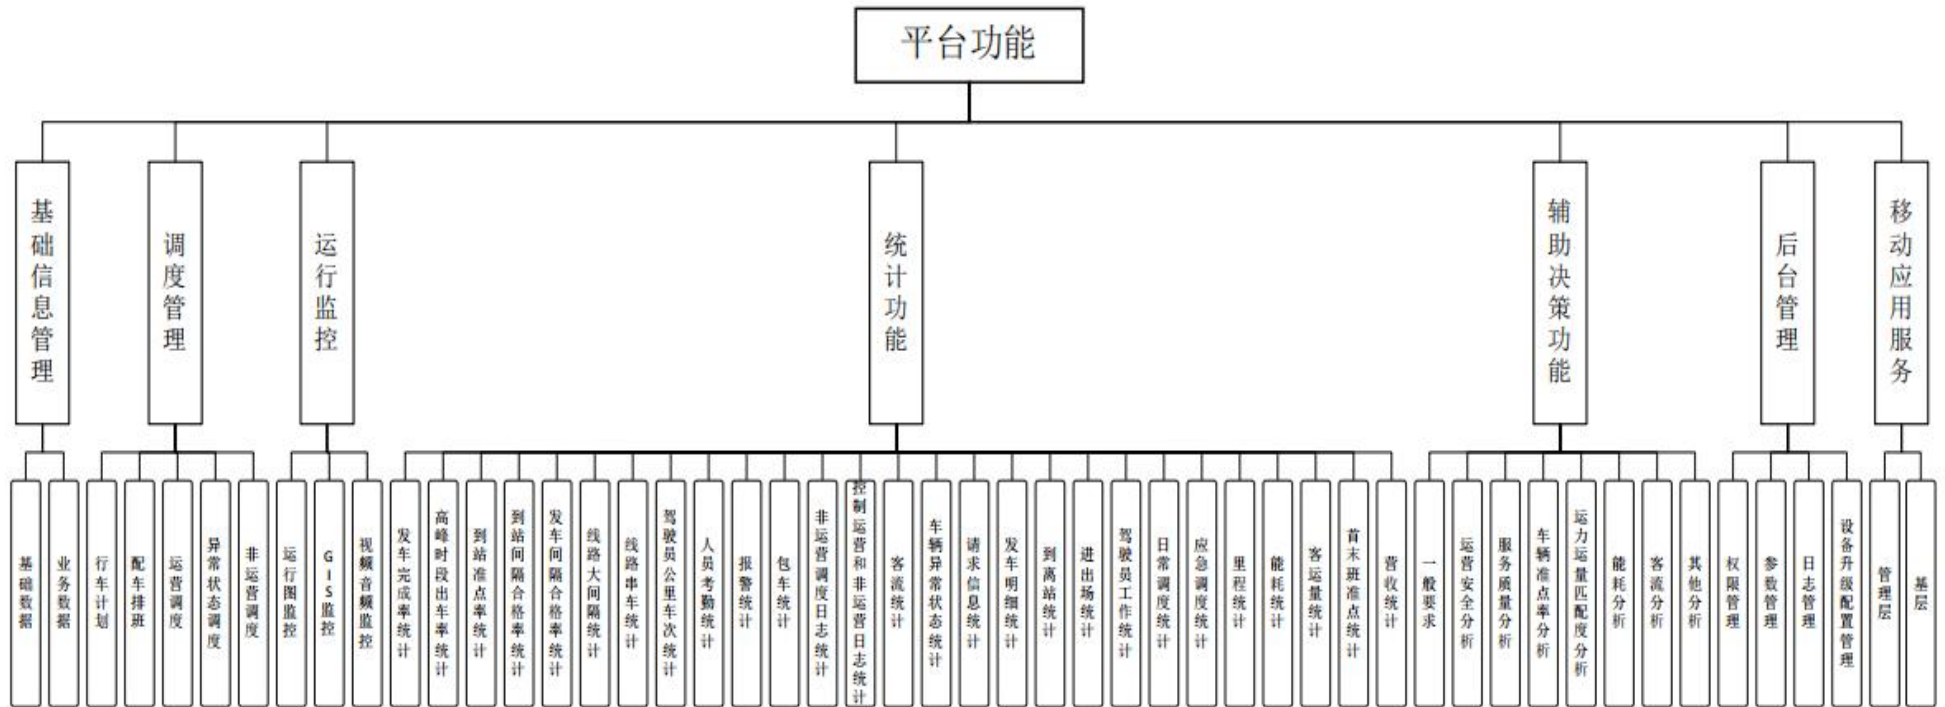 平台功能
基础信息管理
调度管理
运行监控
统计功能
辅助决策功能
后台管理
移动应用服务
基础数据
业务数据
行车计划
配车排班
运营调度
异常状态调度
非运营调度
运行图监控
GIS监控
视频音频监控
发车完成率统计
高峰时段出车率统计
到站准点率统计
到站间隔合格率统计
发车间隔合格率统计
线路大间隔统计
线路串车统计
驾驶员公里车次统计
人员考勤统计
报警统计
包车统计
非运营调度日志统计
控制运营和非运营日志统计
客流统计
车辆异常状态统计
请求信息统计
发车明细统计
到离站统计
进出场统计
驾驶员工作统计
日常调度统计
应急调度统计
里程统计
能耗统计
客运量统计
首末班准点统计
营收统计
一般要求
运营安全分析
服务质量分析
车辆准点率分析
运力运量匹配度分析
能耗分析
客流分析
其他分析
权限管理
参数管理
日志管理
设备升级配置管理
管理层
基层